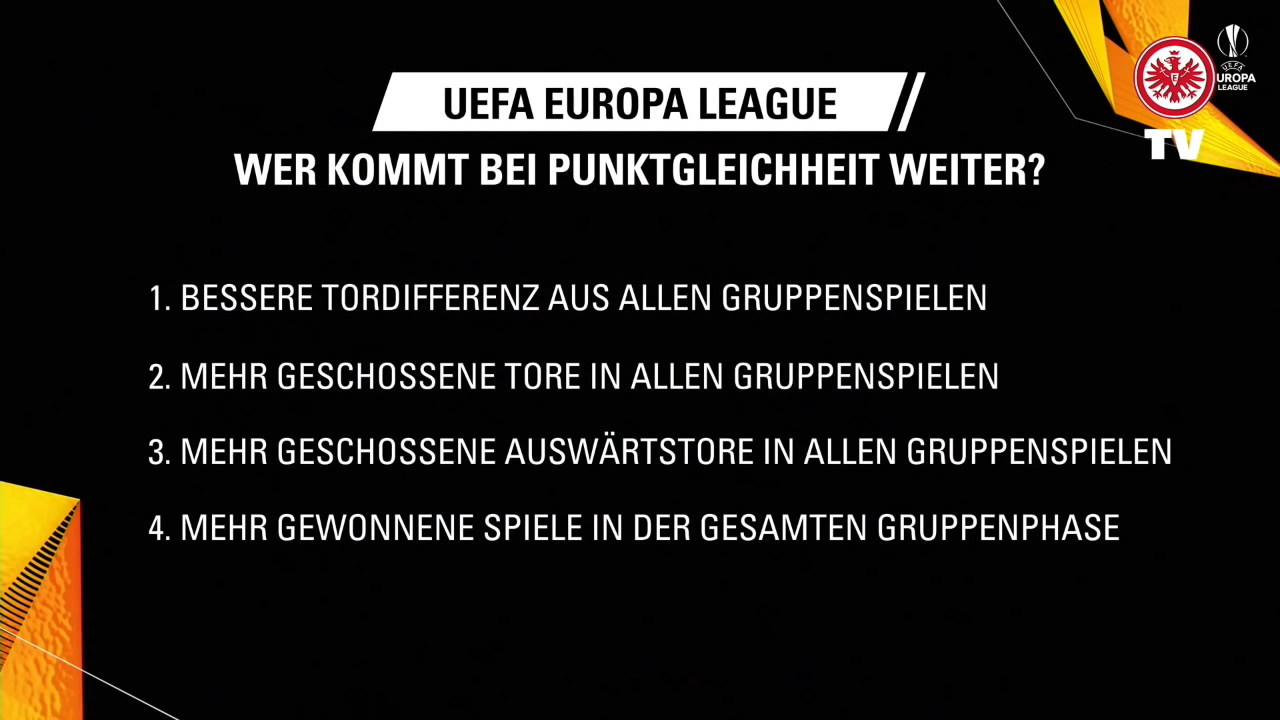 UEFA EUROPA LEAGUE
WER KOMMT BEI PUNKTGLEICHHEIT WEITER?
1. BESSERE TORDIFFERENZ AUS ALLEN GRUPPENSPIELEN
2. MEHR GESCHOSSENE TORE IN ALLEN GRUPPENSPIELEN
3. MEHR GESCHOSSENE AUSWÄRTSTORE IN ALLEN GRUPPENSPIELEN
4. MEHR GEWONNENE SPIELE IN DER GESAMTEN GRUPPENPHASE
UEFA
UROPA
LEAGUE
TV